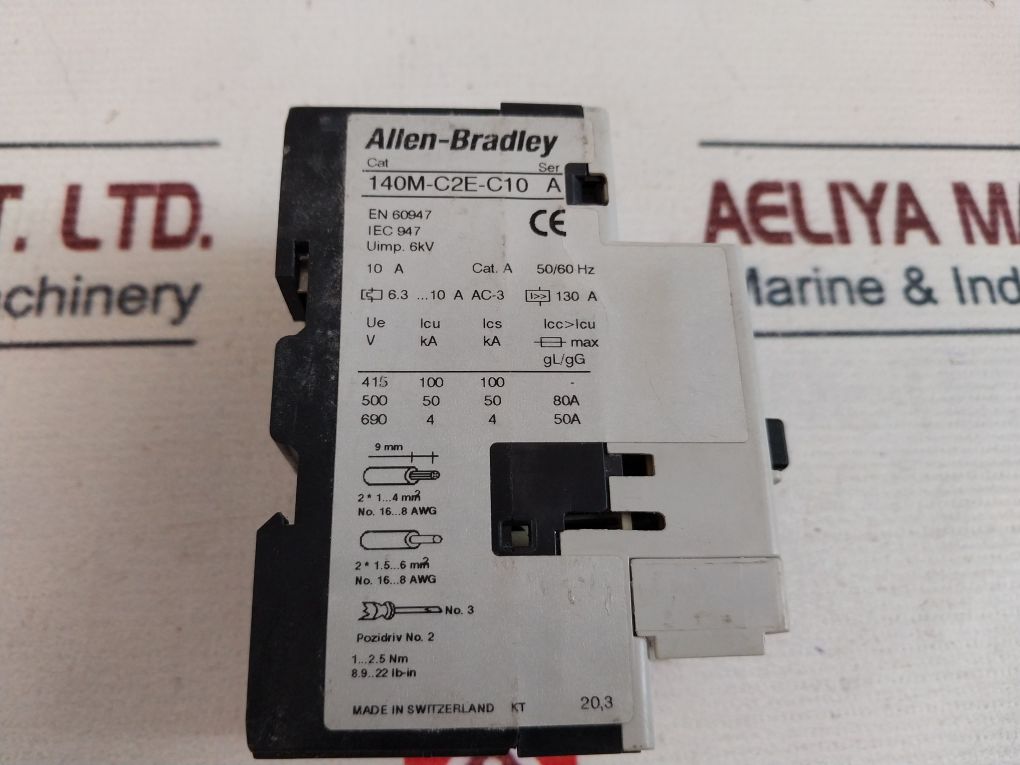 Allen-Bradley
Cat Ser
140M-C2E-C10 A
EN 60947
IEC 947
Uimp. 6kV
CE
10 A Cat. A 50/60 Hz
6.3 ...10 A AC-3 I>> 130 A
Ue Icu Ics Icc>Icu
V kA kA max
gL/gG
415 100 100 -
500 50 50 80A
690 4 4 50A
9 mm
2 * 1...4 mm²
No. 16...8 AWG
2 * 1.5...6 mm²
No. 16...8 AWG
No. 3
Pozidriv No. 2
1...2.5 Nm
8.9..22 lb-in
MADE IN SWITZERLAND KT 20,3
T. LTD.
achinery
AELIYA MA
Marine & Ind